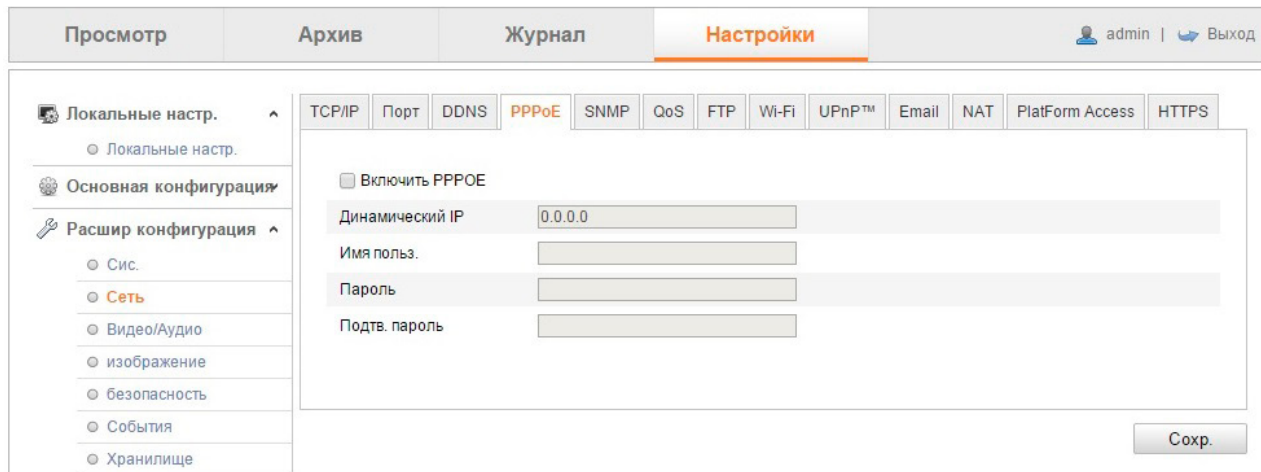 Просмотр Архив Журнал Настройки admin | Выход
Локальные настр.
Локальные настр.
Основная конфигурация
Расшир конфигурация
Сис.
Сеть
Видео/Аудио
изображение
безопасность
События
Хранилище
TCP/IP Порт DDNS PPPoE SNMP QoS FTP Wi-Fi UPnP™ Email NAT PlatForm Access HTTPS
Включить PPPOE
Динамический IP 0.0.0.0
Имя польз.
Пароль
Подтв. пароль
Сохр.